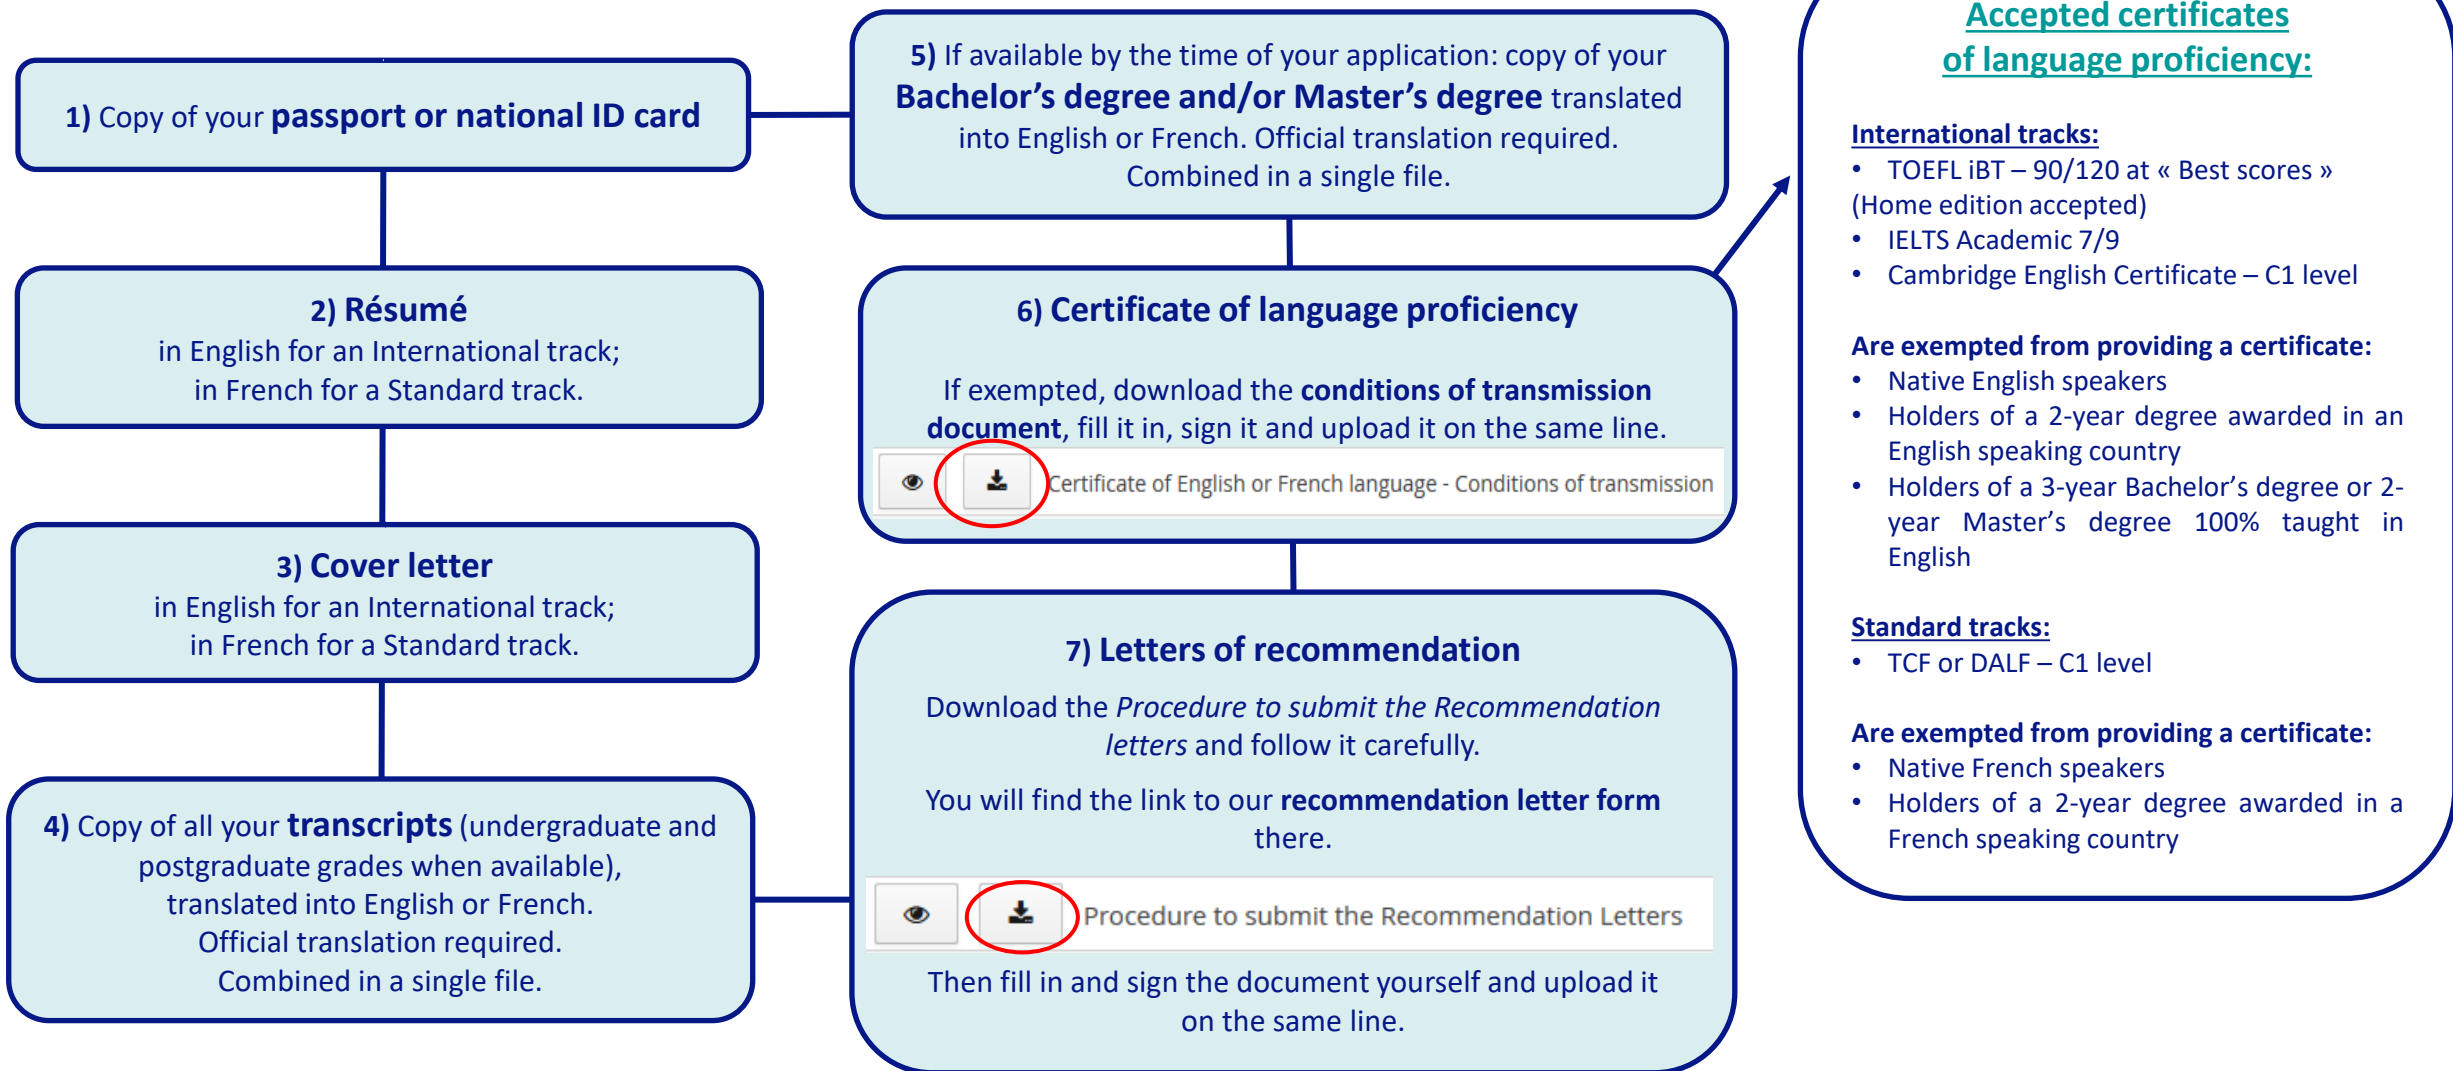 1) Copy of your passport or national ID card
2) Résumé
in English for an International track;
in French for a Standard track.
3) Cover letter
in English for an International track;
in French for a Standard track.
4) Copy of all your transcripts (undergraduate and
postgraduate grades when available),
translated into English or French.
Official translation required.
Combined in a single file.
5) If available by the time of your application: copy of your
Bachelor’s degree and/or Master’s degree translated
into English or French. Official translation required.
Combined in a single file.
6) Certificate of language proficiency
If exempted, download the conditions of transmission
document, fill it in, sign it and upload it on the same line.
Certificate of English or French language - Conditions of transmission
7) Letters of recommendation
Download the Procedure to submit the Recommendation
letters and follow it carefully.
You will find the link to our recommendation letter form
there.
Procedure to submit the Recommendation Letters
Then fill in and sign the document yourself and upload it
on the same line.
Accepted certificates
of language proficiency:
International tracks:
• TOEFL iBT – 90/120 at « Best scores »
(Home edition accepted)
• IELTS Academic 7/9
• Cambridge English Certificate – C1 level
Are exempted from providing a certificate:
• Native English speakers
• Holders of a 2-year degree awarded in an
English speaking country
• Holders of a 3-year Bachelor’s degree or 2-
year Master’s degree 100% taught in
English
Standard tracks:
• TCF or DALF – C1 level
Are exempted from providing a certificate:
• Native French speakers
• Holders of a 2-year degree awarded in a
French speaking country